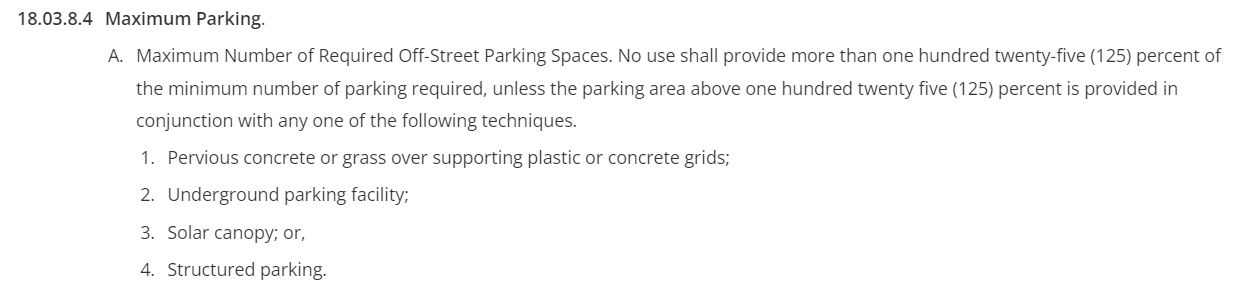 18.03.8.4 Maximum Parking.
A. Maximum Number of Required Off-Street Parking Spaces. No use shall provide more than one hundred twenty-five (125) percent of
the minimum number of parking required, unless the parking area above one hundred twenty five (125) percent is provided in
conjunction with any one of the following techniques.
1. Pervious concrete or grass over supporting plastic or concrete grids;
2. Underground parking facility;
3. Solar canopy; or,
4. Structured parking.